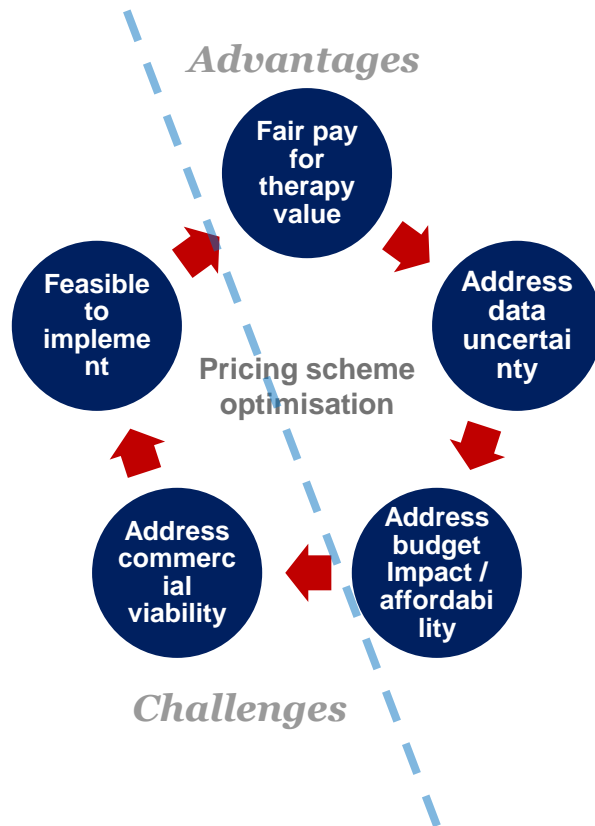 Advantages
Fair pay
for
therapy
value
Address
data
uncertai
nty
Address
budget
Impact /
affordabi
lity
Address
commerc
ial
viability
Feasible
to
impleme
nt
Pricing scheme
optimisation
Challenges